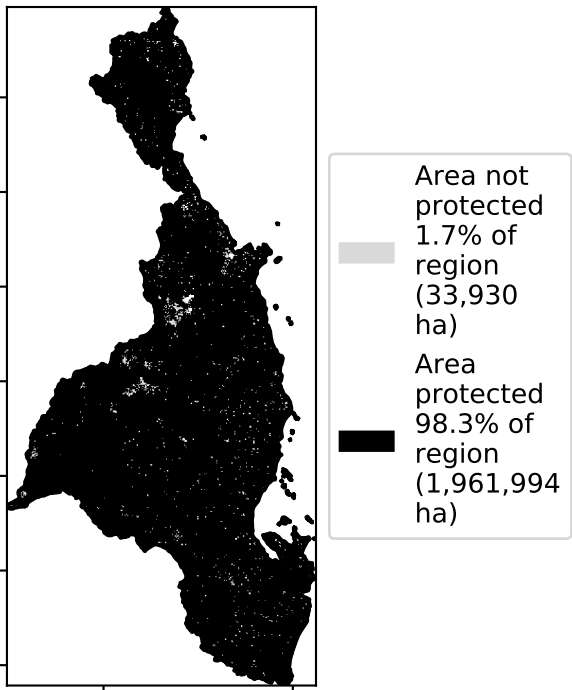 Area not
protected
1.7% of
region
(33,930
ha)
Area
protected
98.3% of
region
(1,961,994
ha)